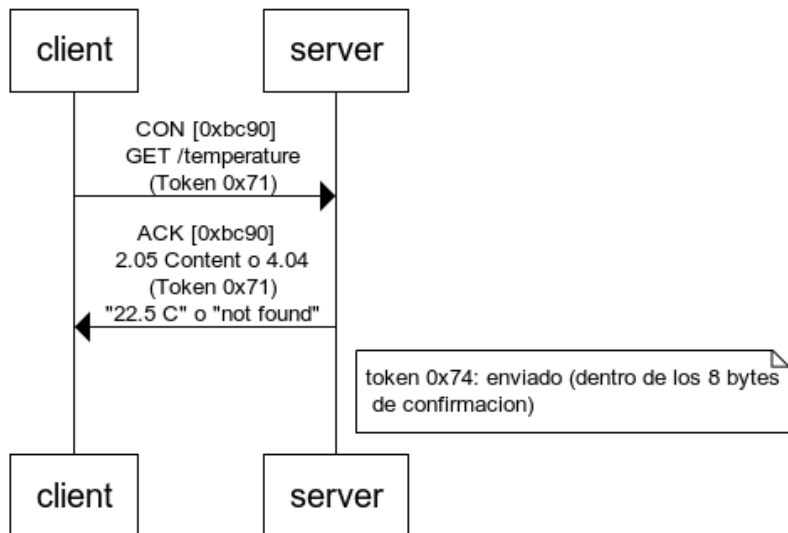 client
server
CON [0xbc90]
GET /temperature
(Token 0x71)
ACK [0xbc90]
2.05 Content o 4.04
(Token 0x71)
"22.5 C" o "not found"
token 0x74: enviado (dentro de los 8 bytes
de confirmacion)
client
server